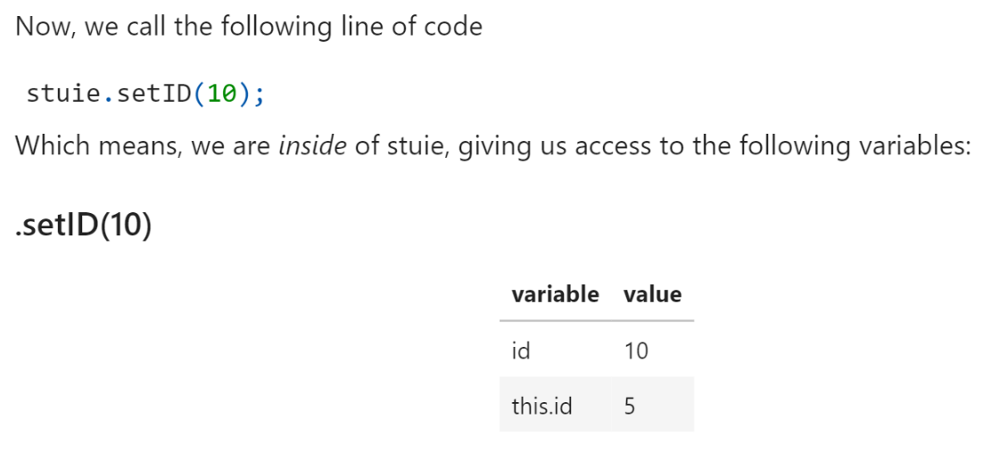 Now, we call the following line of code
stuie.setID(10);
Which means, we are inside of stuie, giving us access to the following variables:
.setID(10)
variable value
id 10
this.id 5